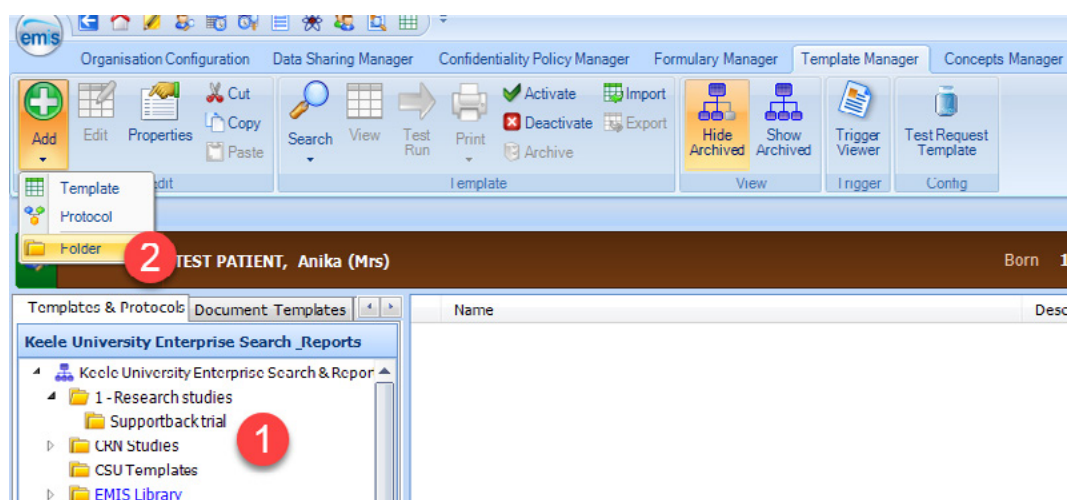 emis
Organisation Configuration Data Sharing Manager Confidentiality Policy Manager Formulary Manager Template Manager Concepts Manager
Add Edit Properties Cut Copy Paste Search View Test Run Print Activate Deactivate Archive Import Export Hide Archived Show Archived Trigger Viewer Test Request Template
dit Template View Trigger Config
Template
Protocol
Folder
2
TEST PATIENT, Anika (Mrs) Born 1
Templates & Protocols Document Templates Name Desc
Keele University Enterprise Search _Reports
Keele University Enterprise Search & Repor
1 - Research studies
Supportback trial
1
CRN Studies
CSU Templates
EMIS Library